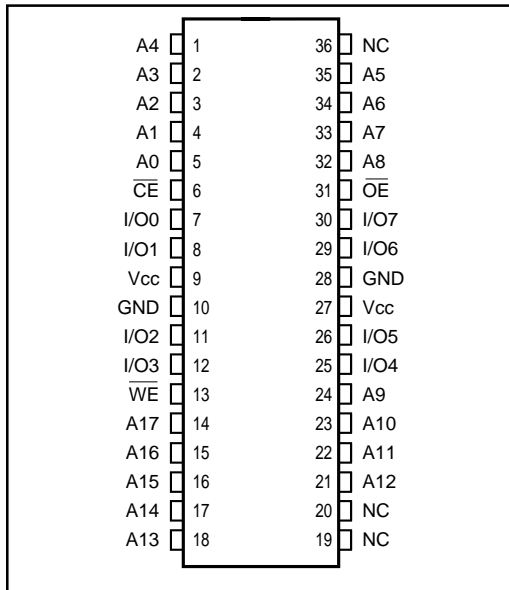 A4 1 36 NC
A3 2 35 A5
A2 3 34 A6
A1 4 33 A7
A0 5 32 A8
CE 6 31 OE
I/O0 7 30 I/O7
I/O1 8 29 I/O6
Vcc 9 28 GND
GND 10 27 Vcc
I/O2 11 26 I/O5
I/O3 12 25 I/O4
WE 13 24 A9
A17 14 23 A10
A16 15 22 A11
A15 16 21 A12
A14 17 20 NC
A13 18 19 NC